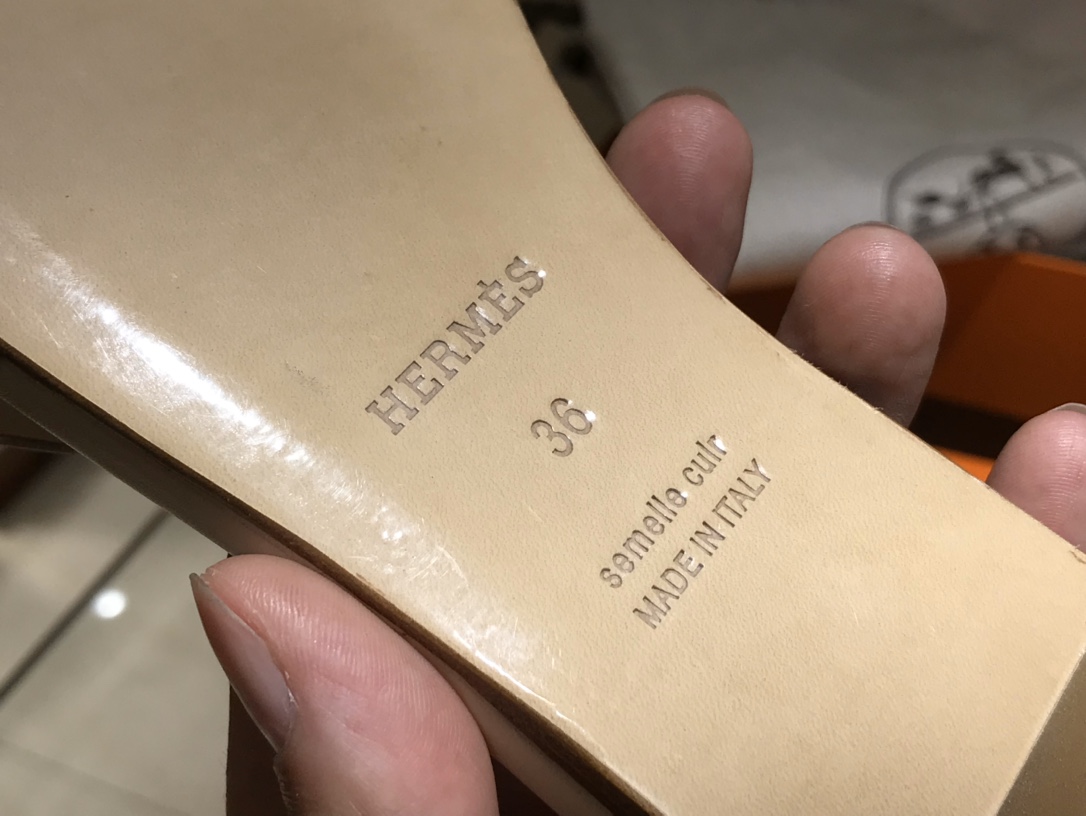 HERMÈS
36
semelle cuir
MADE IN ITALY